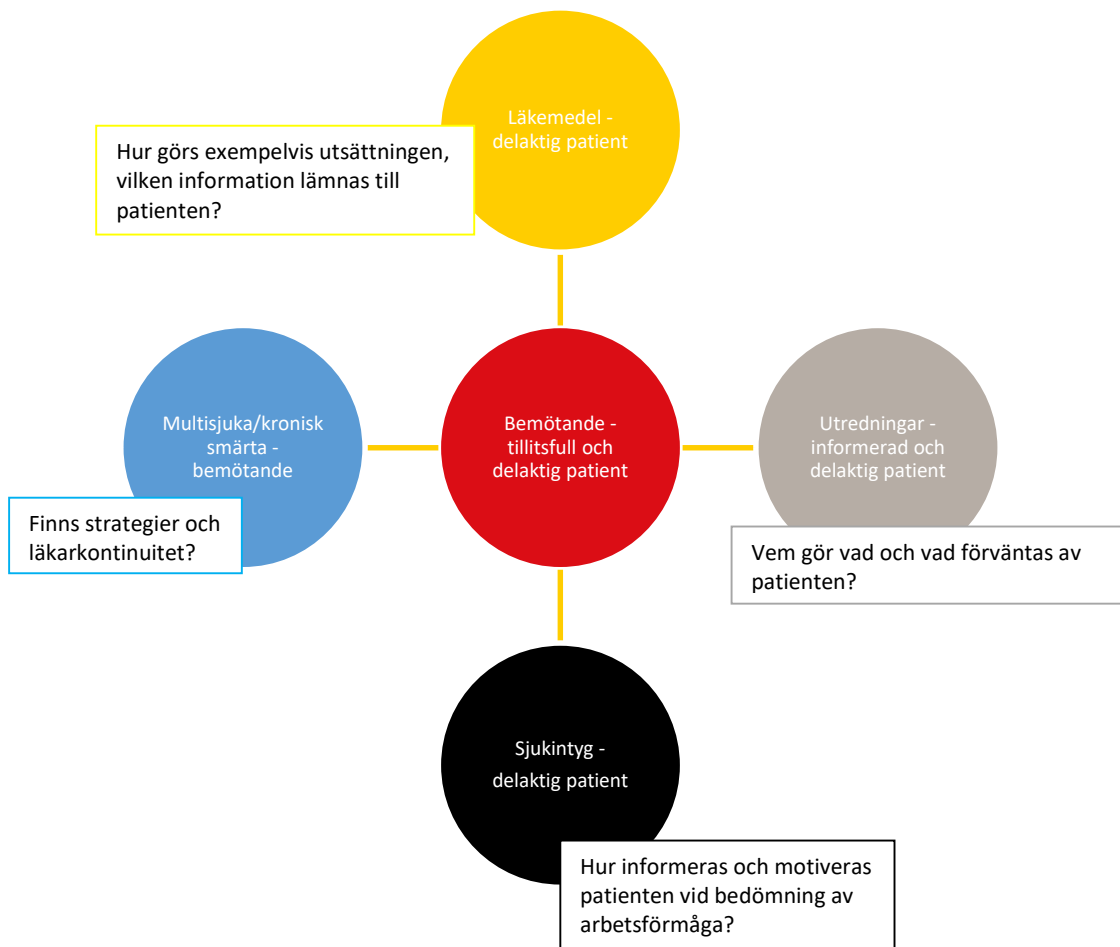 Läkemedel -
delaktig patient
Hur görs exempelvis utsättningen,
vilken information lämnas till
patienten?
Multisjuka/kronisk
smärta -
bemötande
Finns strategier och
läkarkontinuitet?
Bemötande -
tillitsfull och
delaktig patient
Utredningar -
informerad och
delaktig patient
Vem gör vad och vad förväntas av
patienten?
Sjukintyg -
delaktig patient
Hur informeras och motiveras
patienten vid bedömning av
arbetsförmåga?